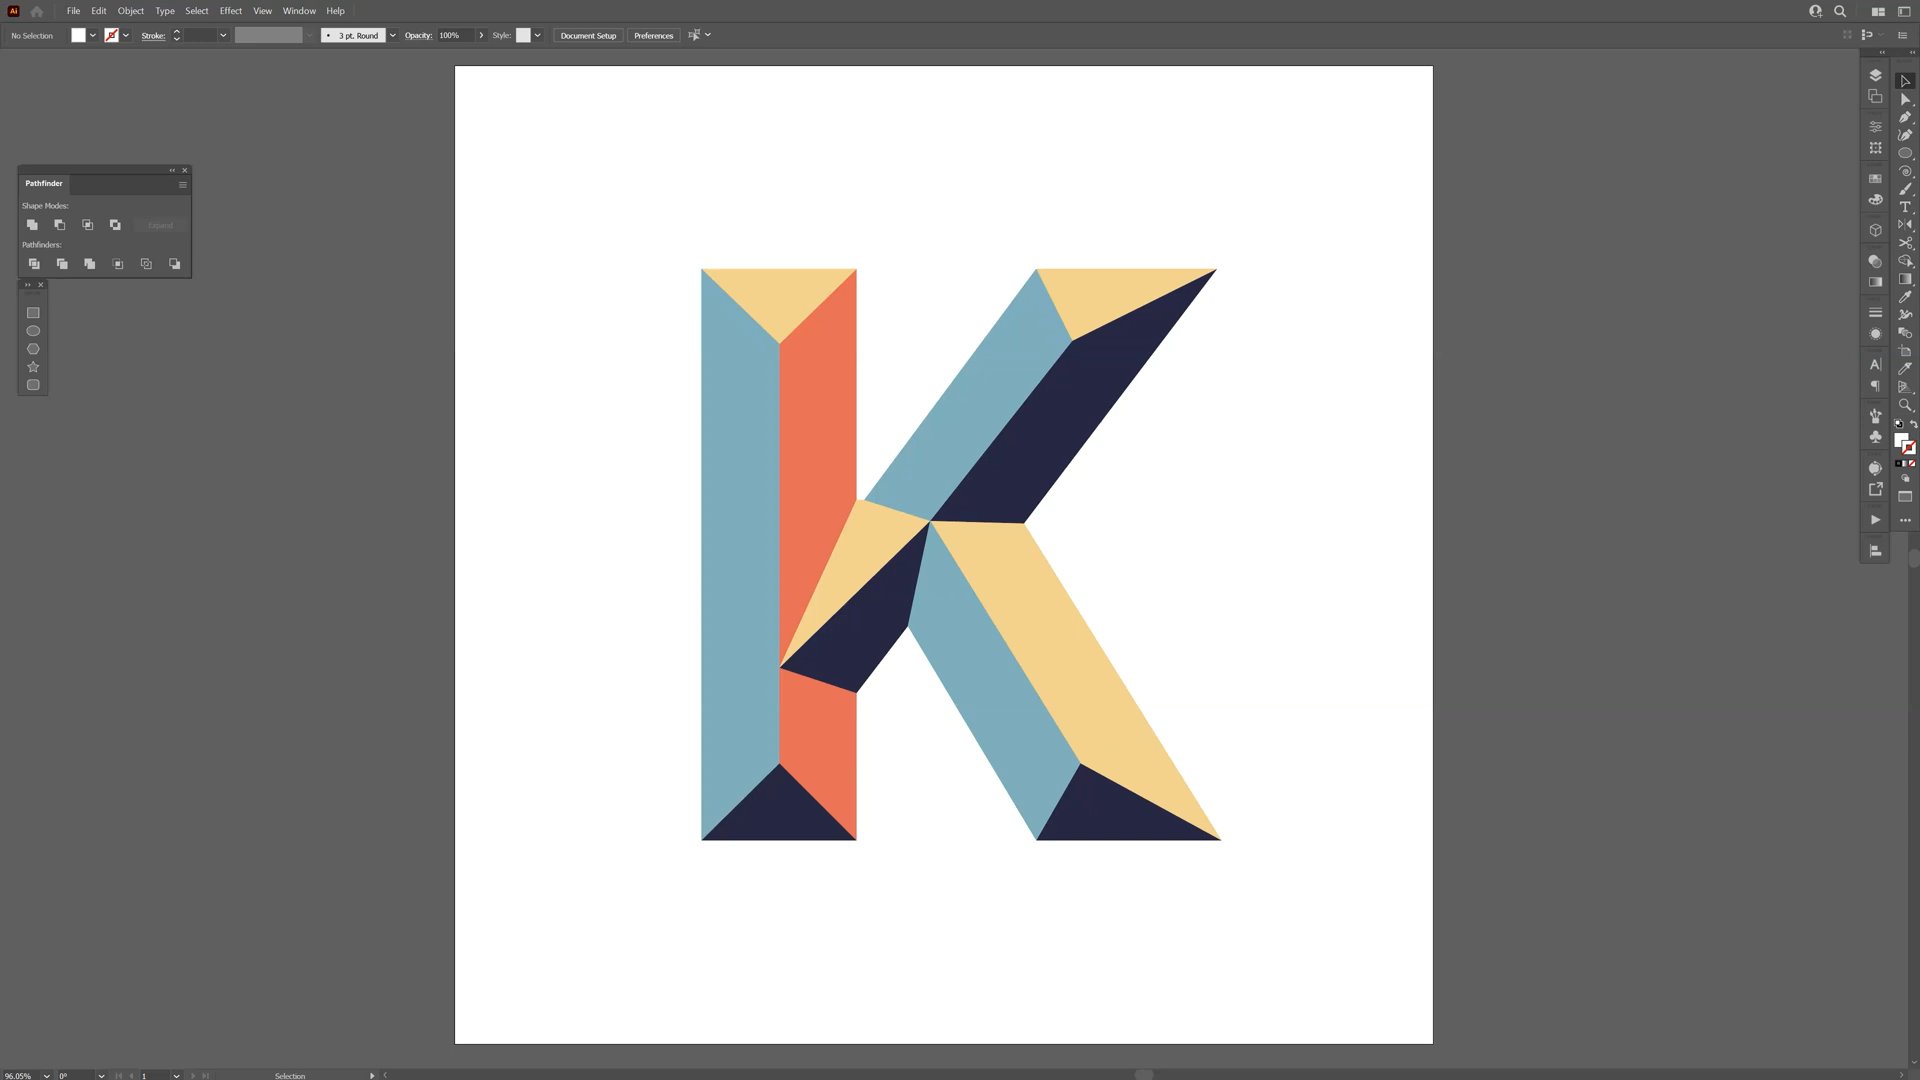 Ai File Edit Object Type Select Effect View Window Help
No Selection Stroke: 3 pt. Round Opacity: 100% Style: Document Setup Preferences
Pathfinder
Shape Modes:
Expand
Pathfinders:
K
96.05% 0° 1 Selection